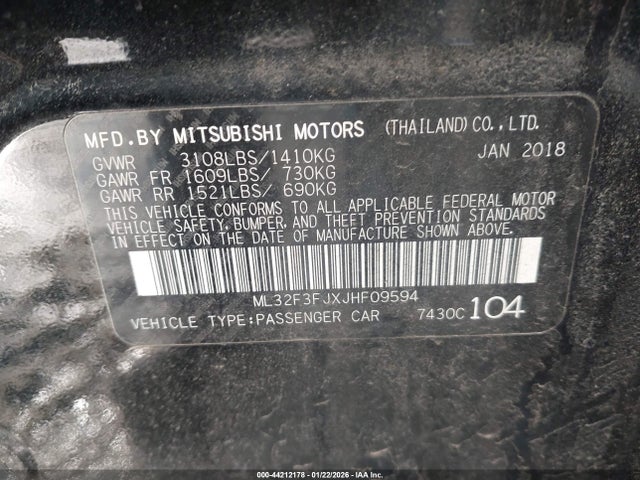 MFD.BY MITSUBISHI MOTORS (THAILAND)CO.,LTD.
GVWR 3108LBS/1410KG JAN 2018
GAWR FR 1609LBS/ 730KG
GAWR RR 1521LBS/ 690KG
THIS VEHICLE CONFORMS TO ALL APPLICABLE FEDERAL MOTOR
VEHICLE SAFETY,BUMPER,AND THEFT PREVENTION STANDARDS
IN EFFECT ON THE DATE OF MANUFACTURE SHOWN ABOVE.
ML32F3FJXJHF09594
VEHICLE TYPE:PASSENGER CAR 7430C 104
000-44212178 - 01/22/2026 - IAAI.CA